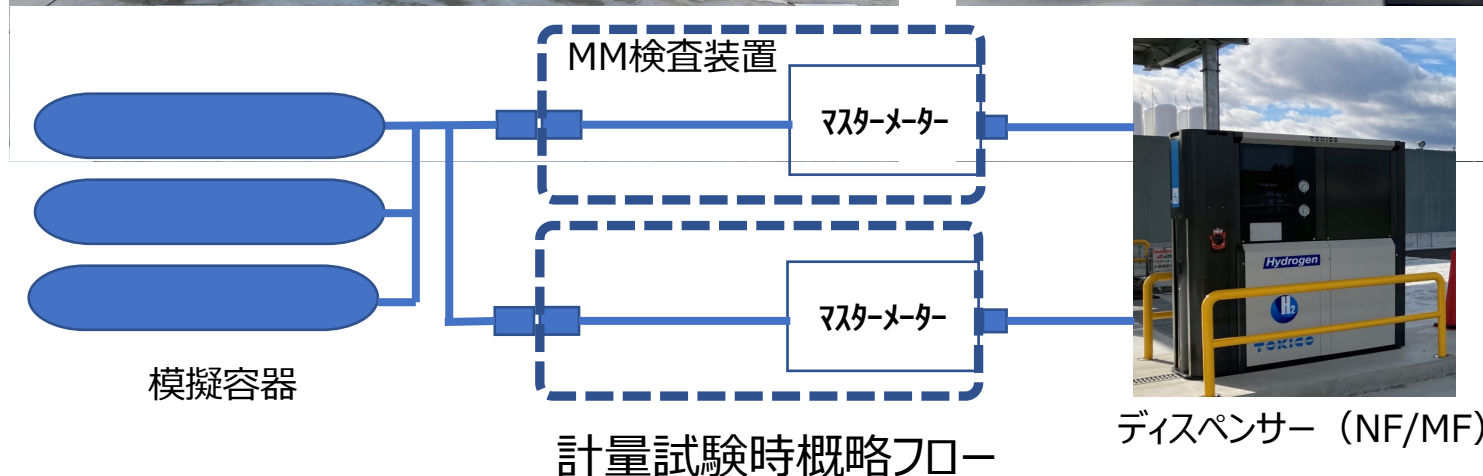 MM検査装置
マスターメーター
マスターメーター
模擬容器
TOKICO
Hydrogen
H2
TOKICO
ディスペンサー（NF/MF）
計量試験時概略フロー